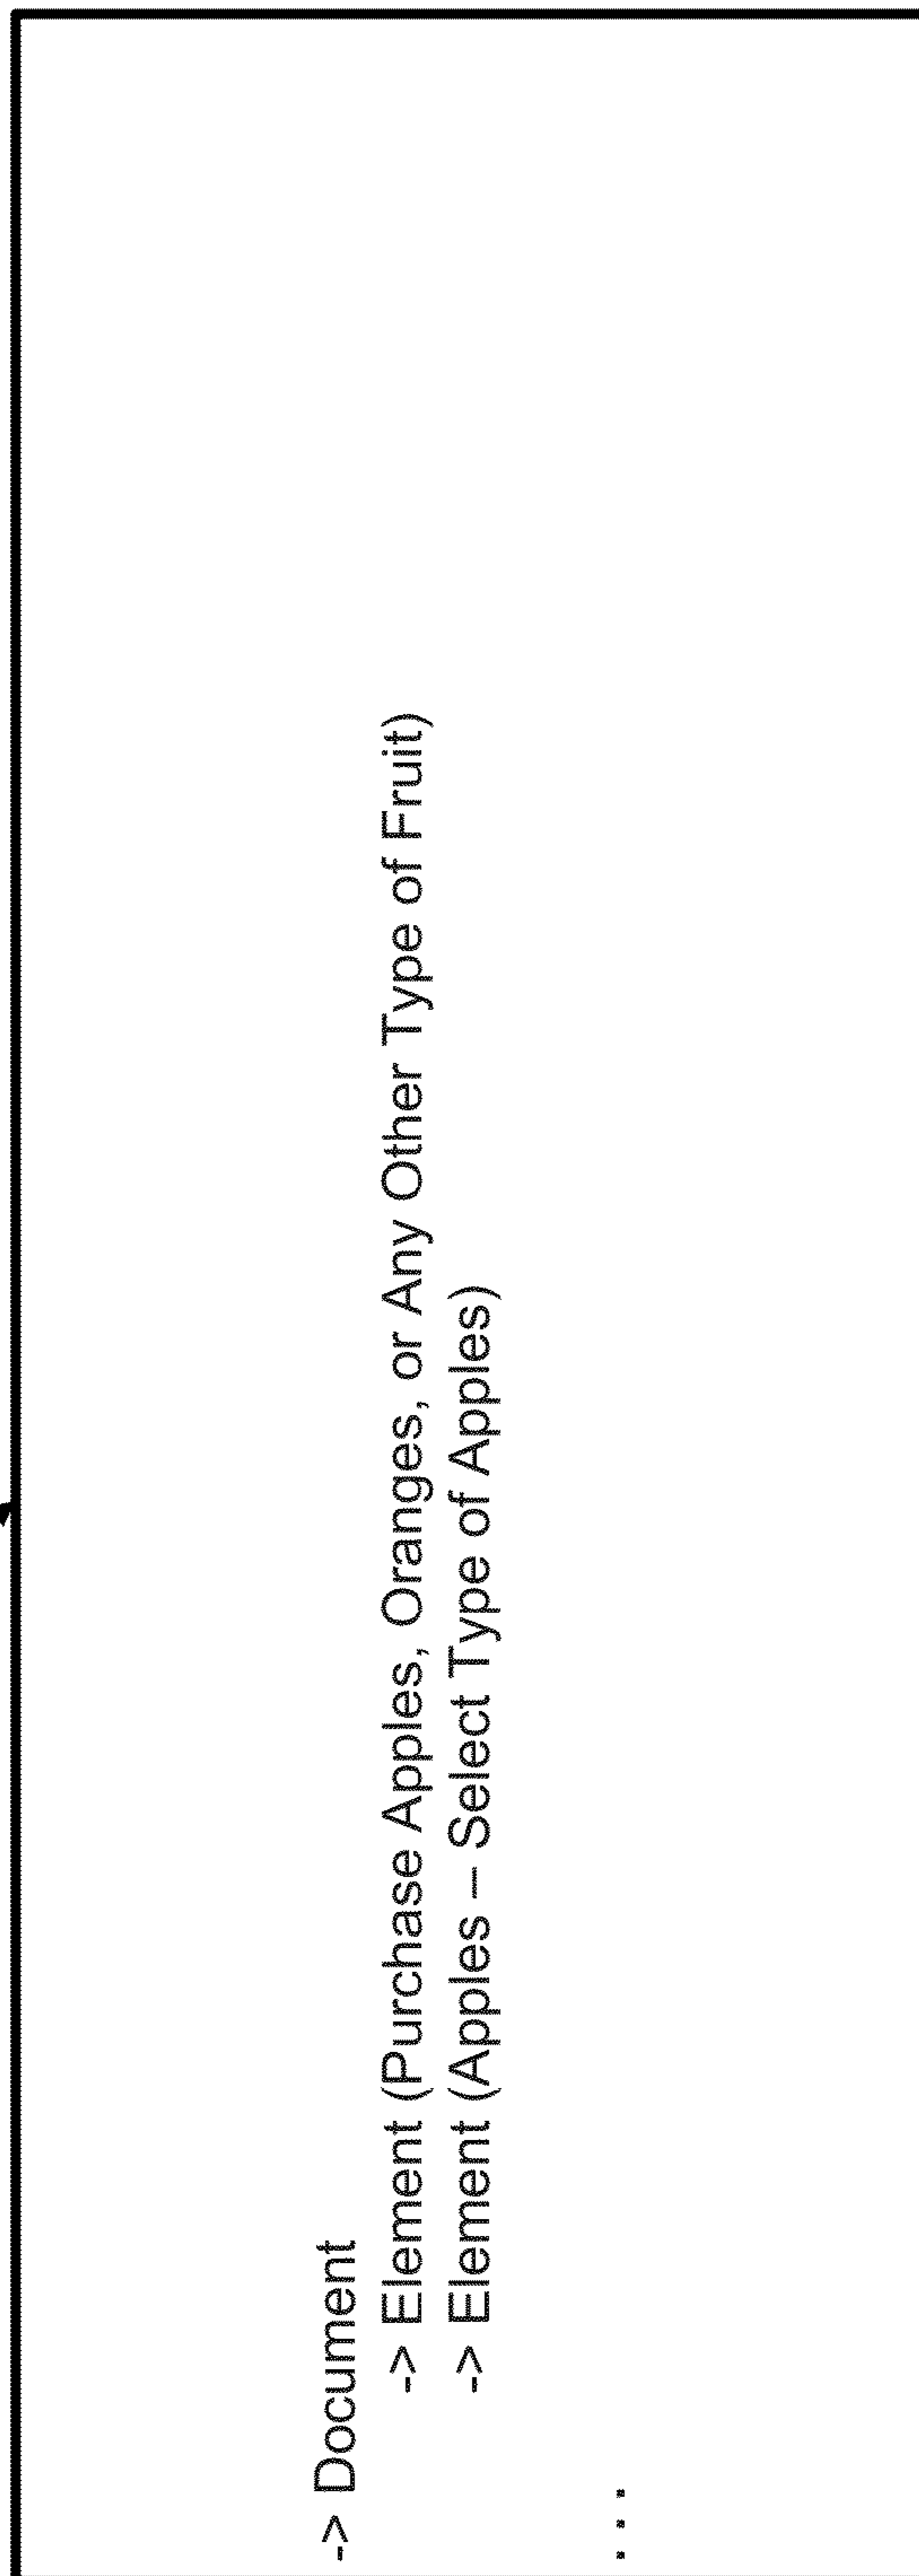 -> Document
-> Element (Purchase Apples, Oranges, or Any Other Type of Fruit)
-> Element (Apples – Select Type of Apples)
. . .